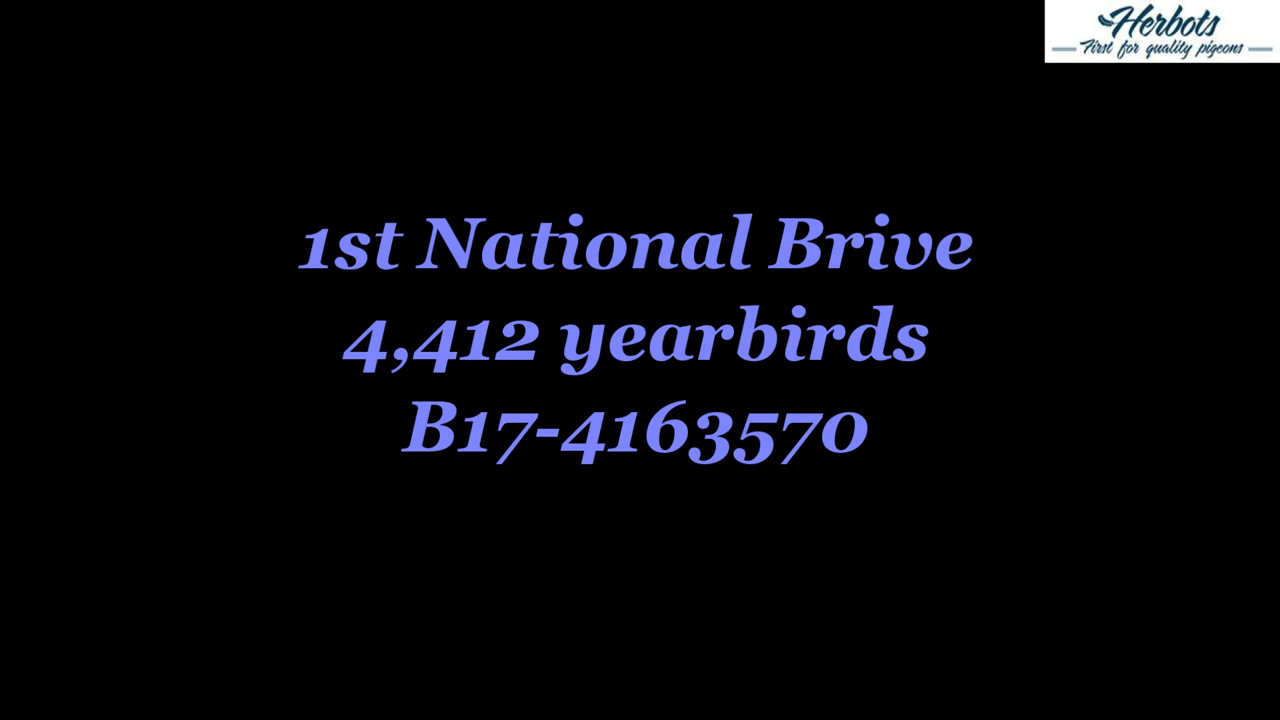 Herbots
First for quality pigeons
1st National Brive
4,412 yearbirds
B17-4163570